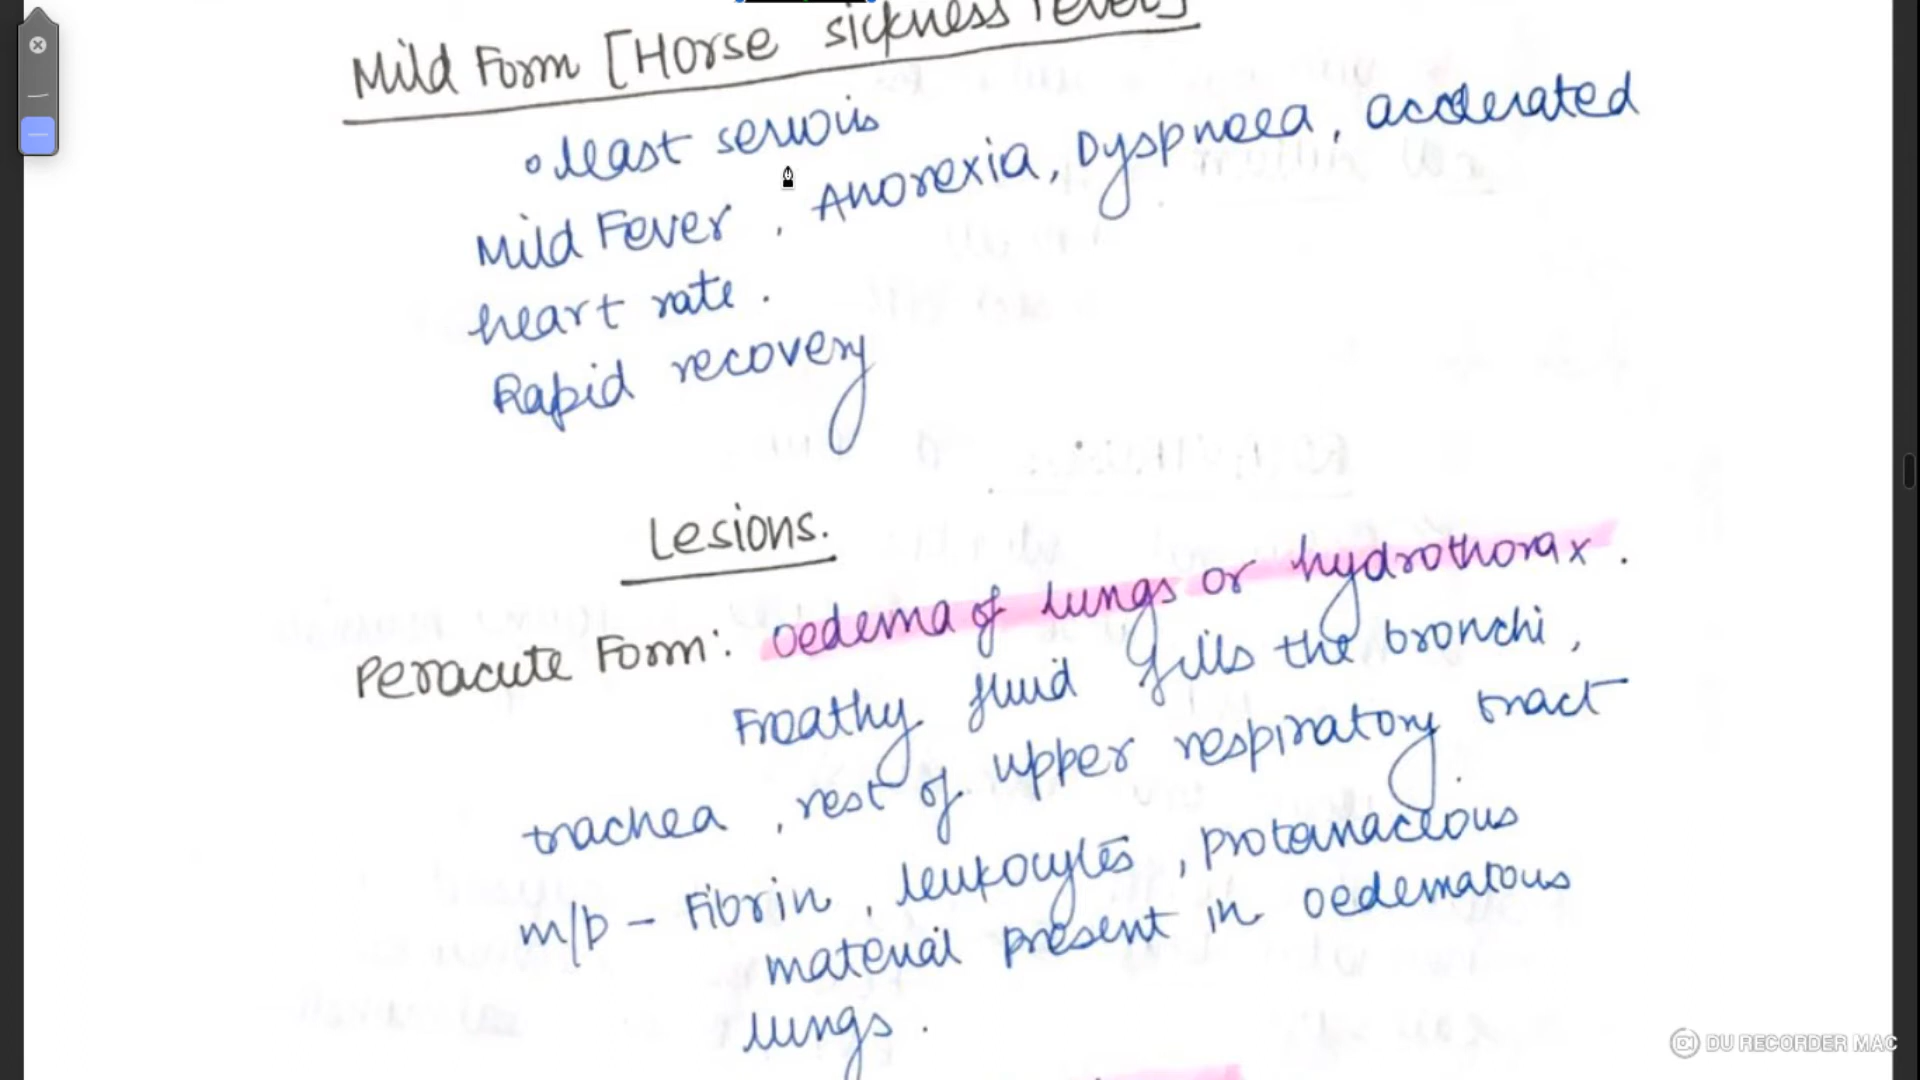 Mild Form [Horse sickness Fever]
• least serious
Mild Fever, Anorexia, Dyspnoea, acclerated
heart rate.
Rapid recovery
Lesions.
Peracute Form: oedema of lungs or hydrothorax.
Froathy fluid fills the bronchi,
trachea, rest of upper respiratory tract.
m/p - Fibrin, leukocytes, protanaceous
material present in oedematous
lungs.
DU RECORDER MAC